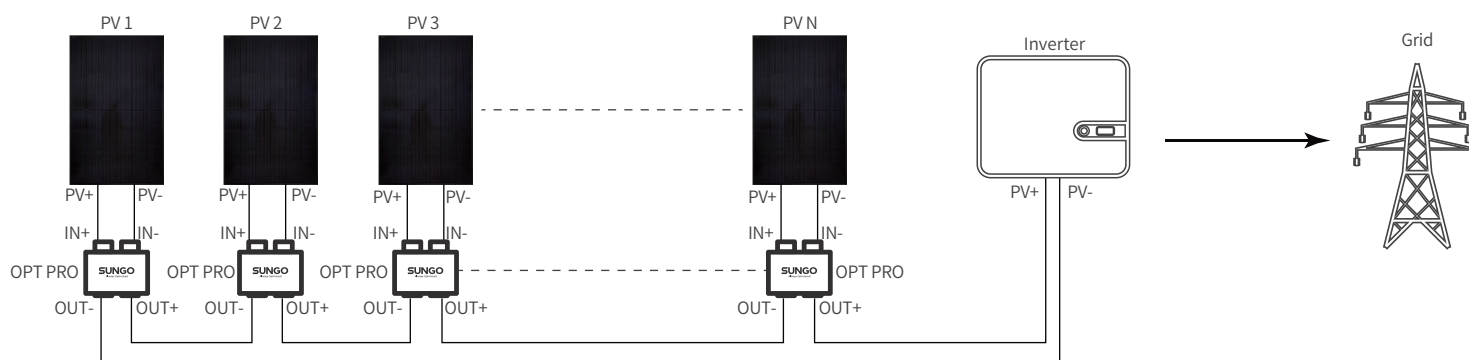 PV 1
PV 2
PV 3
PV N
Inverter
Grid
PV+ PV-
PV+ PV-
PV+ PV-
PV+ PV-
PV+ PV-
IN+ IN-
IN+ IN-
IN+ IN-
IN+ IN-
OPT PRO SUNGO
OPT PRO SUNGO
OPT PRO SUNGO
SUNGO OPT PRO
OUT- OUT+
OUT- OUT+
OUT- OUT+
OUT- OUT+